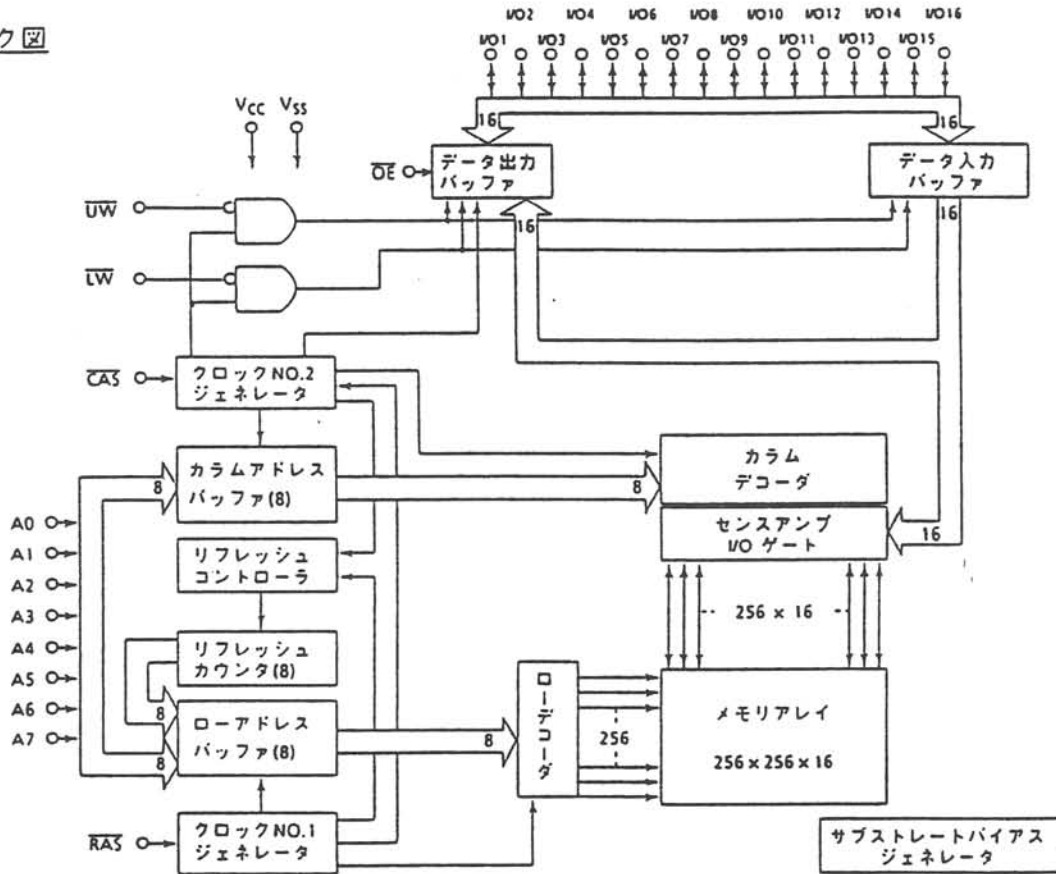 ク図
I/O2 I/O4 I/O6 I/O8 I/O10 I/O12 I/O14 I/O16
I/O1 I/O3 I/O5 I/O7 I/O9 I/O11 I/O13 I/O15
VCC VSS
16 16
OE
データ出力
バッファ
データ入力
バッファ
UW
16 16
LW
CAS
クロックNO.2
ジェネレータ
カラムアドレス
バッファ(8)
8
8
カラム
デコーダ
センスアンプ
I/Oゲート
16
A0
A1
A2
A3
A4
A5
A6
A7
リフレッシュ
コントローラ
256 × 16
リフレッシュ
カウンタ(8)
8
ローアドレス
バッファ(8)
8
8
ローデコーダ
256
メモリアレイ
256×256×16
RAS
クロックNO.1
ジェネレータ
サブストレートバイアス
ジェネレータ